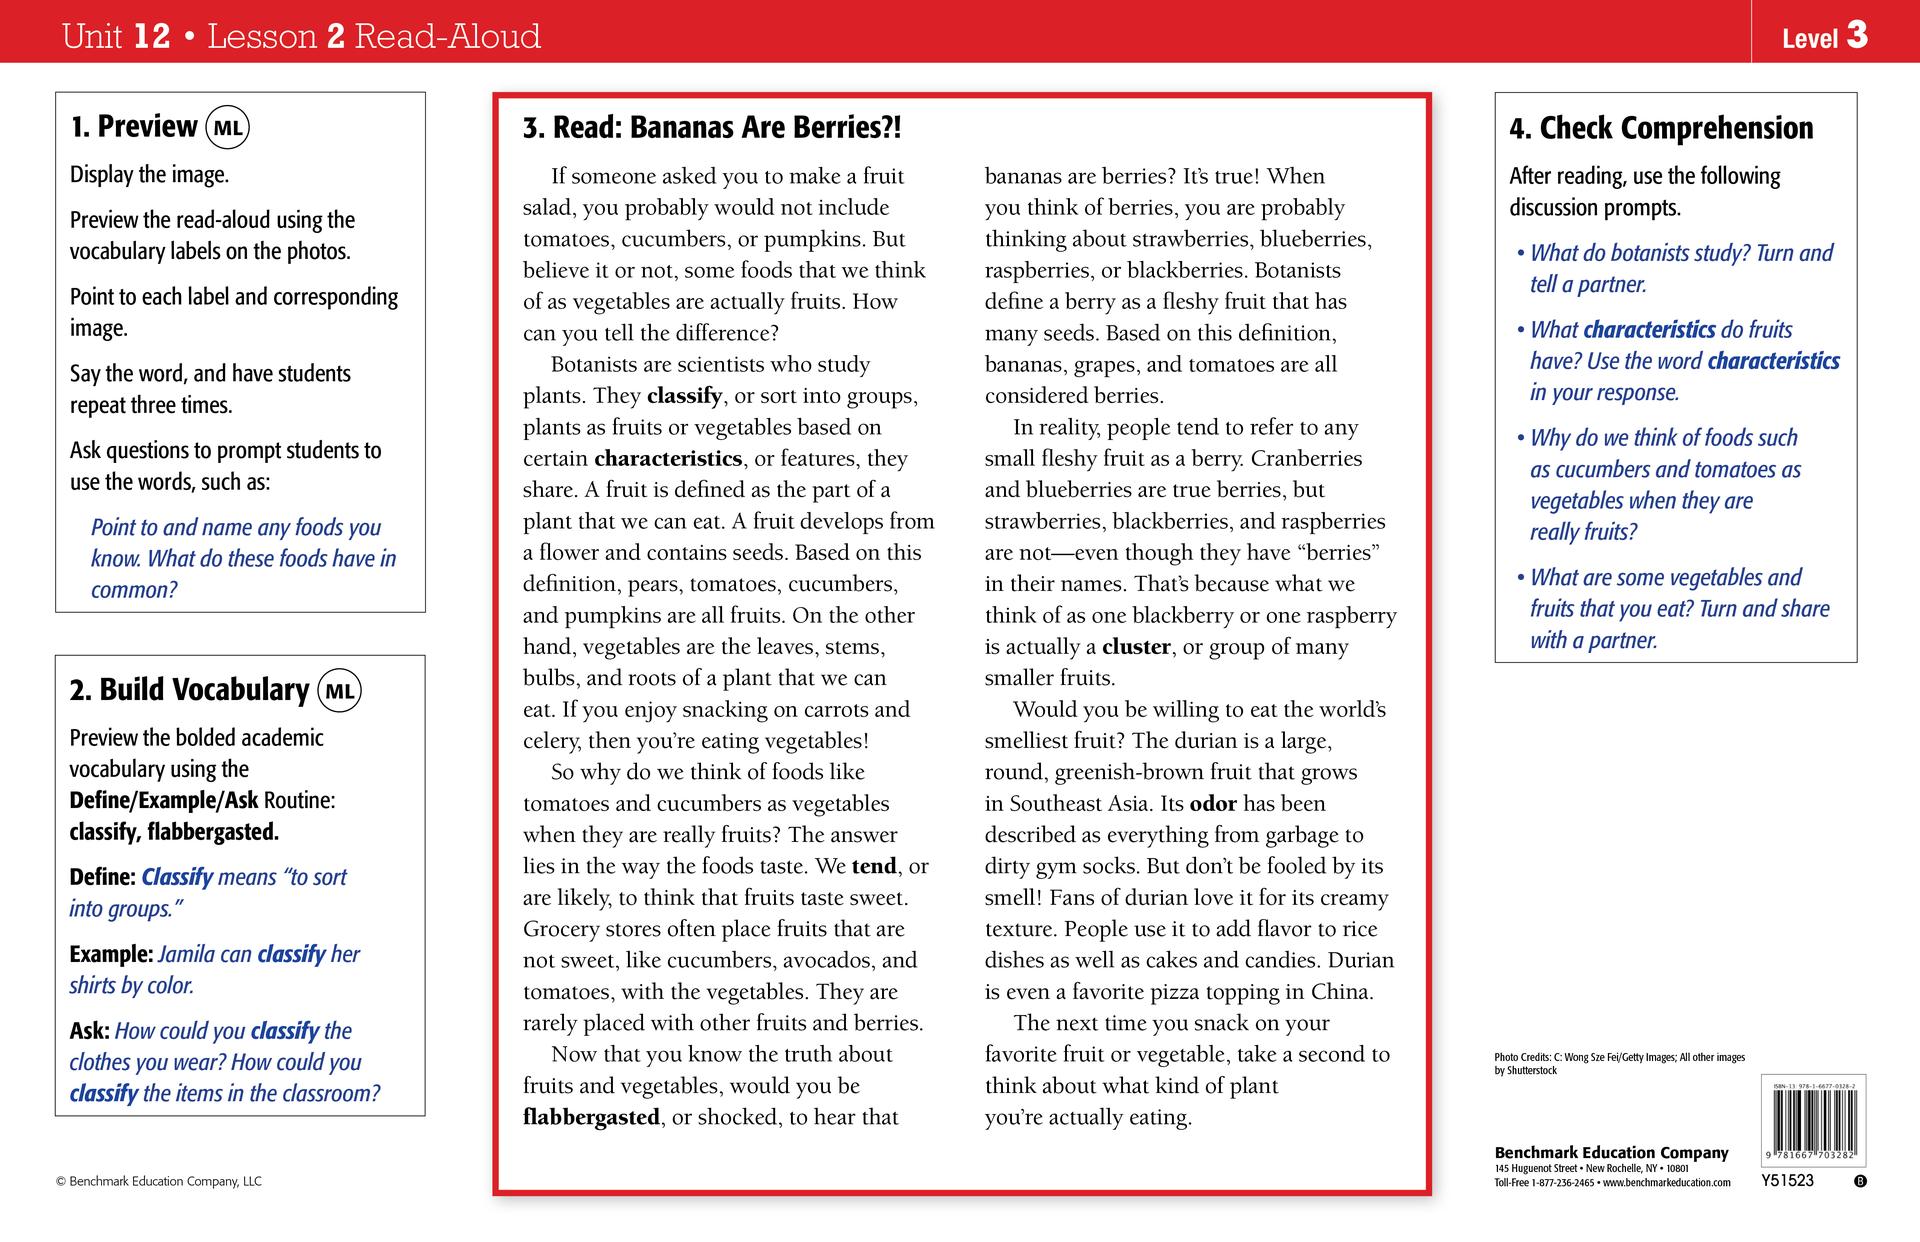 Unit 12 • Lesson 2 Read-Aloud
Level 3
1. Preview ML
Display the image.
Preview the read-aloud using the
vocabulary labels on the photos.
Point to each label and corresponding
image.
Say the word, and have students
repeat three times.
Ask questions to prompt students to
use the words, such as:
Point to and name any foods you
know. What do these foods have in
common?
2. Build Vocabulary ML
Preview the bolded academic
vocabulary using the
Define/Example/Ask Routine:
classify, flabbergasted.
Define: Classify means “to sort
into groups.”
Example: Jamila can classify her
shirts by color.
Ask: How could you classify the
clothes you wear? How could you
classify the items in the classroom?
© Benchmark Education Company, LLC
3. Read: Bananas Are Berries?!
If someone asked you to make a fruit
salad, you probably would not include
tomatoes, cucumbers, or pumpkins. But
believe it or not, some foods that we think
of as vegetables are actually fruits. How
can you tell the difference?
Botanists are scientists who study
plants. They classify, or sort into groups,
plants as fruits or vegetables based on
certain characteristics, or features, they
share. A fruit is defined as the part of a
plant that we can eat. A fruit develops from
a flower and contains seeds. Based on this
definition, pears, tomatoes, cucumbers,
and pumpkins are all fruits. On the other
hand, vegetables are the leaves, stems,
bulbs, and roots of a plant that we can
eat. If you enjoy snacking on carrots and
celery, then you’re eating vegetables!
So why do we think of foods like
tomatoes and cucumbers as vegetables
when they are really fruits? The answer
lies in the way the foods taste. We tend, or
are likely, to think that fruits taste sweet.
Grocery stores often place fruits that are
not sweet, like cucumbers, avocados, and
tomatoes, with the vegetables. They are
rarely placed with other fruits and berries.
Now that you know the truth about
fruits and vegetables, would you be
flabbergasted, or shocked, to hear that
bananas are berries? It’s true! When
you think of berries, you are probably
thinking about strawberries, blueberries,
raspberries, or blackberries. Botanists
define a berry as a fleshy fruit that has
many seeds. Based on this definition,
bananas, grapes, and tomatoes are all
considered berries.
In reality, people tend to refer to any
small fleshy fruit as a berry. Cranberries
and blueberries are true berries, but
strawberries, blackberries, and raspberries
are not—even though they have “berries”
in their names. That’s because what we
think of as one blackberry or one raspberry
is actually a cluster, or group of many
smaller fruits.
Would you be willing to eat the world’s
smelliest fruit? The durian is a large,
round, greenish-brown fruit that grows
in Southeast Asia. Its odor has been
described as everything from garbage to
dirty gym socks. But don’t be fooled by its
smell! Fans of durian love it for its creamy
texture. People use it to add flavor to rice
dishes as well as cakes and candies. Durian
is even a favorite pizza topping in China.
The next time you snack on your
favorite fruit or vegetable, take a second to
think about what kind of plant
you’re actually eating.
4. Check Comprehension
After reading, use the following
discussion prompts.
• What do botanists study? Turn and
tell a partner.
• What characteristics do fruits
have? Use the word characteristics
in your response.
• Why do we think of foods such
as cucumbers and tomatoes as
vegetables when they are
really fruits?
• What are some vegetables and
fruits that you eat? Turn and share
with a partner.
Photo Credits: C: Wong Sze Fei/Getty Images; All other images
by Shutterstock
Benchmark Education Company
145 Huguenot Street • New Rochelle, NY • 10801
Toll-Free 1-877-236-2465 • www.benchmarkeducation.com
ISBN-13 978-1-6677-0328-2
9 781667 703282
Y51523
B